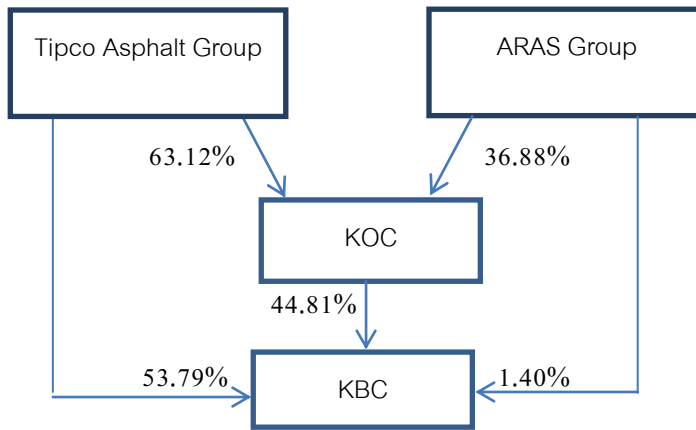 Tipco Asphalt Group
ARAS Group
63.12%
36.88%
KOC
44.81%
53.79%
KBC
1.40%